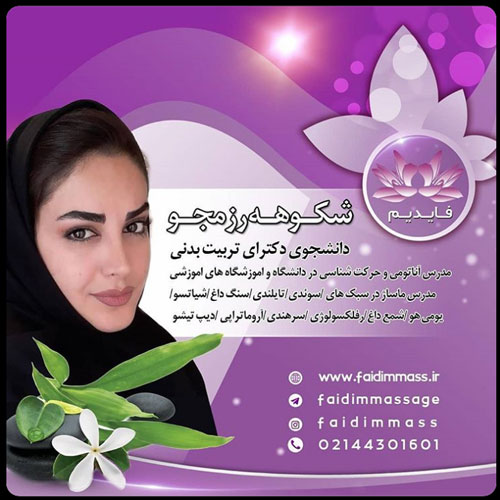 فایدیم
شکوهه رزمجو
دانشجوی دکترای تربیت بدنی
مدرس آناتومی و حرکت شناسی در دانشگاه و اموزشگاه های اموزشی
مدرس ماساژ در سبک های /سوئدی/تایلندی/سنگ داغ/شیاتسو/
یومی هو/شمع داغ/رفلکسولوژی/سرهندی/آروماتراپی/دیپ تیشو
www.faidimmass.ir
faidimmassage
faidimmass
02144301601